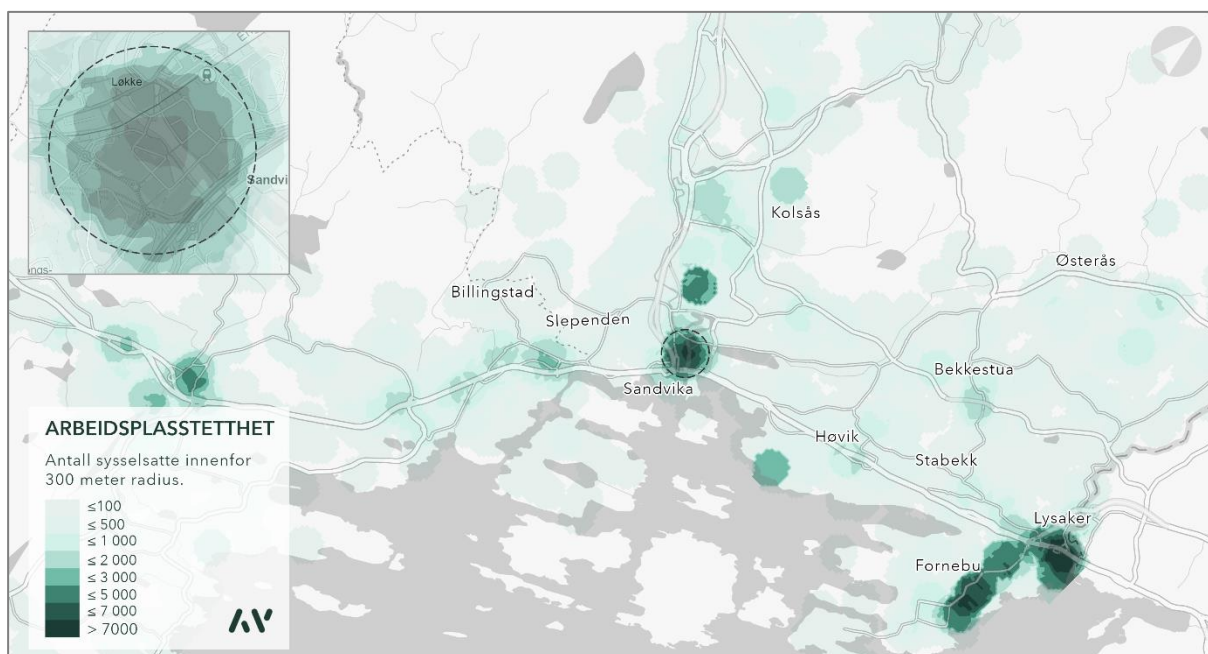 Løkke
Sandvi
Kolsås
Østerås
Billingstad
Slependen
Bekkestua
Sandvika
Høvik
Stabekk
Lysaker
Fornebu
ARBEIDSPLASSTETTHET
Antall sysselsatte innenfor
300 meter radius.
≤100
≤ 500
≤ 1 000
≤ 2 000
≤ 3 000
≤ 5 000
≤ 7 000
> 7000